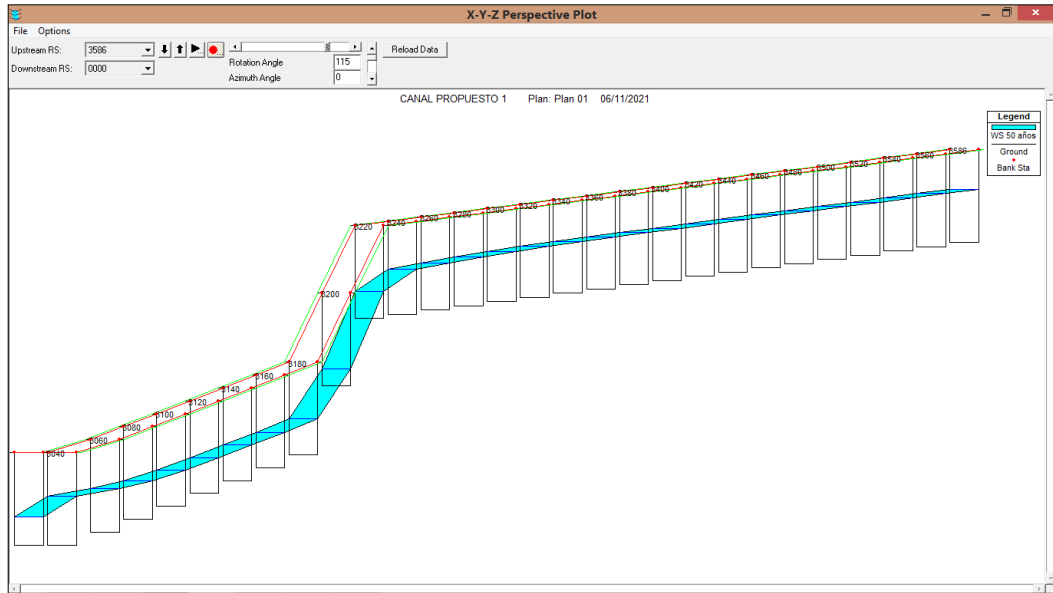 X-Y-Z Perspective Plot
File Options
Upstream RS: 3586
Downstream RS: 0000
Rotation Angle 115
Azimuth Angle 0
Reload Data
CANAL PROPUESTO 1 Plan: Plan 01 06/11/2021
Legend
WS 50 años
Ground
Bank Sta
3586
3560
3540
3520
3500
3480
3460
3440
3420
3400
3380
3360
3340
3320
3300
3280
3260
3240
3220
3200
3180
3160
3140
3120
3100
3080
3060
3040